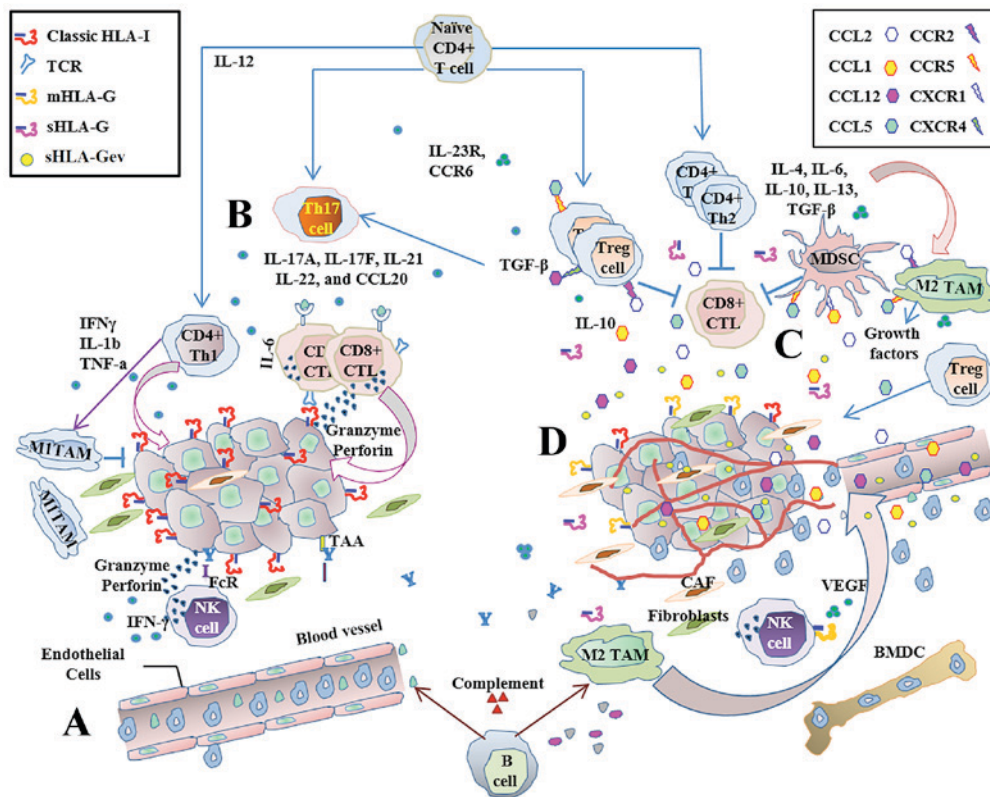 Classic HLA-I
TCR
mHLA-G
sHLA-G
sHLA-Gev
IL-12
Naïve
CD4+
T cell
CCL2
CCR2
CCL1
CCR5
CCL12
CXCR1
CCL5
CXCR4
IL-23R,
CCR6
B
Th17
cell
IL-17A, IL-17F, IL-21
IL-22, and CCL20
TGF-β
T
Treg
cell
CD4+
T
CD4+
Th2
IL-4, IL-6,
IL-10, IL-13,
TGF-β
MDSC
M2 TAM
CD8+
CTL
C
Growth
factors
IL-10
Treg
cell
IFNγ
IL-1b
TNF-a
CD4+
Th1
IL-6
CD
CT
CD8+
CTL
Granzyme
Perforin
M1TAM
M1TAM
D
TAA
Granzyme
Perforin
FcR
IFN-γ
NK
cell
CAF
Fibroblasts
VEGF
NK
cell
Endothelial
Cells
Blood vessel
A
Complement
M2 TAM
BMDC
B
cell